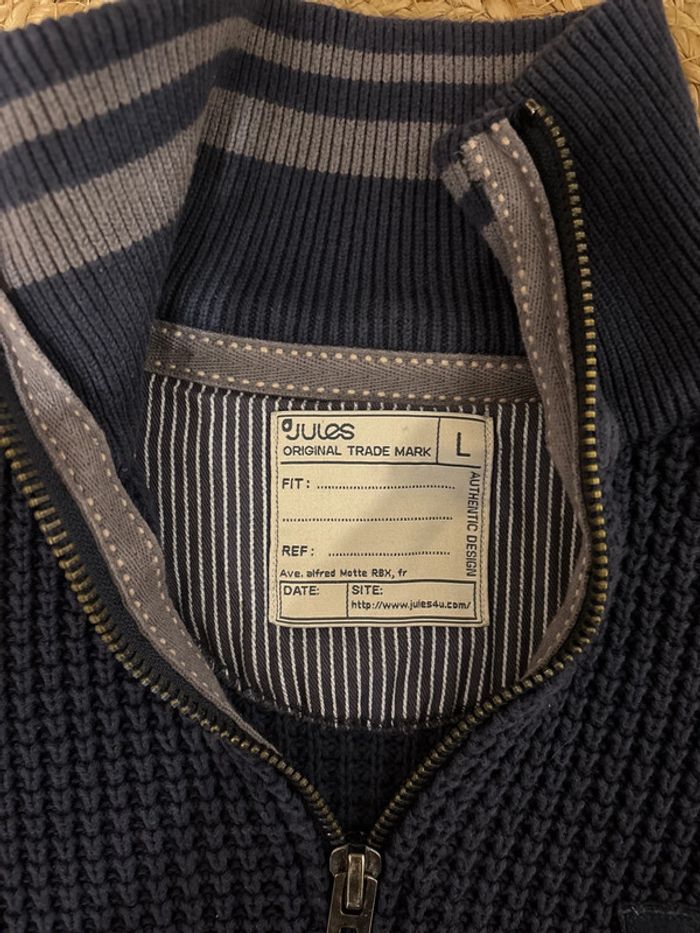 JULES
ORIGINAL TRADE MARK
L
FIT: ........................
........................
REF: ........................
AUTHENTIC DESIGN
Ave. alfred Motte RBX, fr
DATE:
SITE:
http://www.jules4u.com/